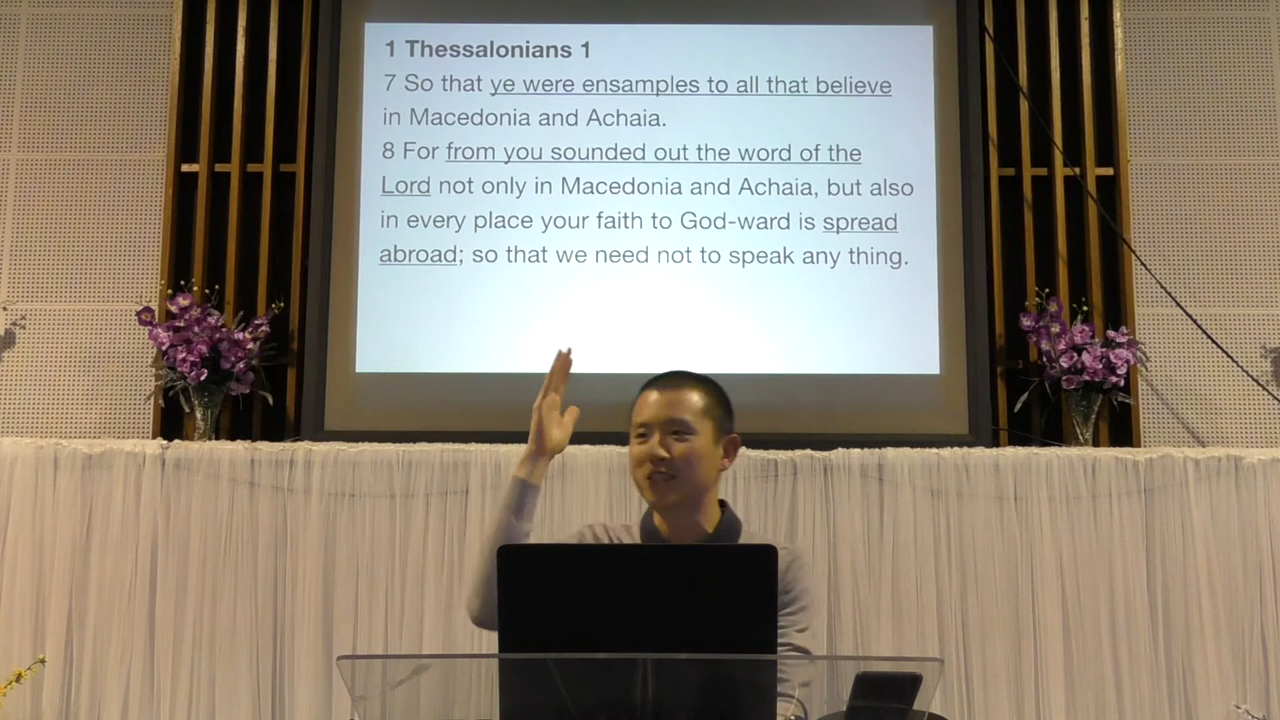 1 Thessalonians 1
7 So that ye were ensamples to all that believe
in Macedonia and Achaia.
8 For from you sounded out the word of the
Lord not only in Macedonia and Achaia, but also
in every place your faith to God-ward is spread
abroad; so that we need not to speak any thing.